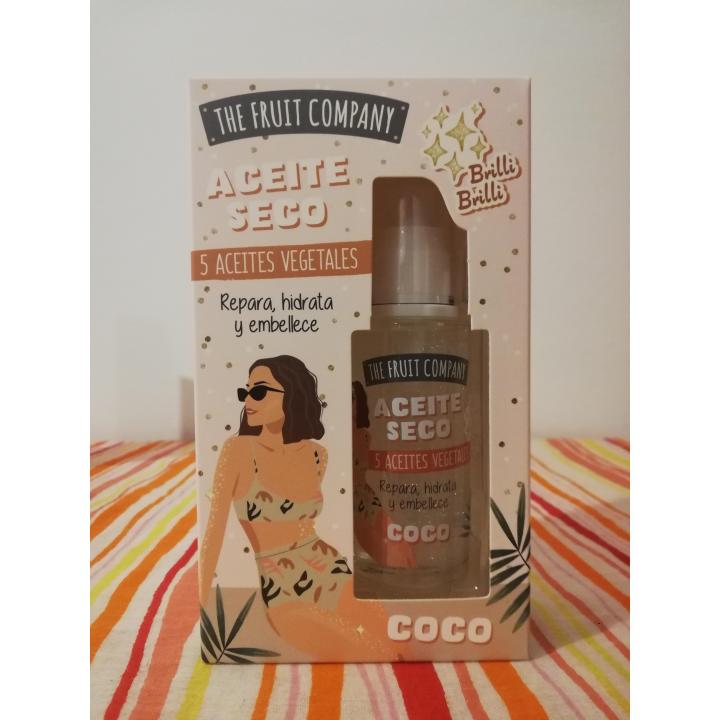 THE FRUIT COMPANY
Brilli
Brilli
ACEITE
SECO
5 ACEITES VEGETALES
Repara, hidrata
y embellece
THE FRUIT COMPANY
ACEITE
SECO
5 ACEITES VEGETAL
Repara, hidrata
y embellece
COCO
COCO